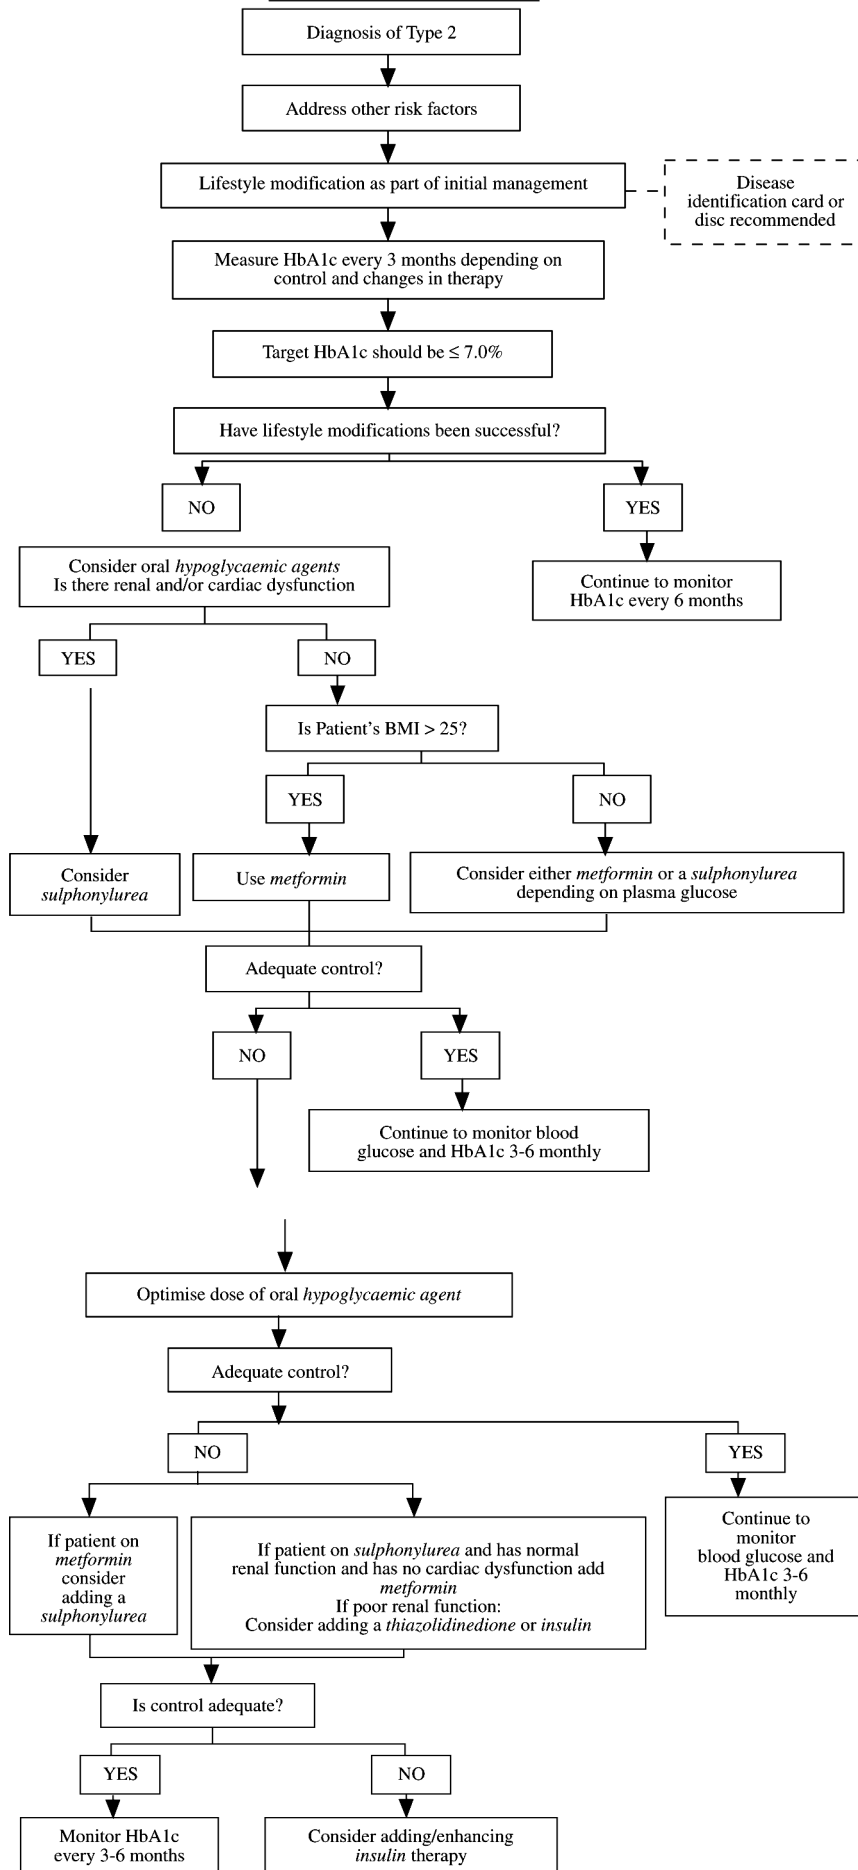 Diagnosis of Type 2
Address other risk factors
Lifestyle modification as part of initial management
Disease
identification card or
disc recommended
Measure HbA1c every 3 months depending on
control and changes in therapy
Target HbA1c should be ≤ 7.0%
Have lifestyle modifications been successful?
NO
YES
Consider oral hypoglycaemic agents
Is there renal and/or cardiac dysfunction
Continue to monitor
HbA1c every 6 months
YES
NO
Is Patient's BMI > 25?
YES
NO
Consider
sulphonylurea
Use metformin
Consider either metformin or a sulphonylurea
depending on plasma glucose
Adequate control?
NO
YES
Continue to monitor blood
glucose and HbA1c 3-6 monthly
Optimise dose of oral hypoglycaemic agent
Adequate control?
NO
YES
If patient on
metformin
consider
adding a
sulphonylurea
If patient on sulphonylurea and has normal
renal function and has no cardiac dysfunction add
metformin
If poor renal function:
Consider adding a thiazolidinedione or insulin
Continue to
monitor
blood glucose and
HbA1c 3-6
monthly
Is control adequate?
YES
NO
Monitor HbA1c
every 3-6 months
Consider adding/enhancing
insulin therapy